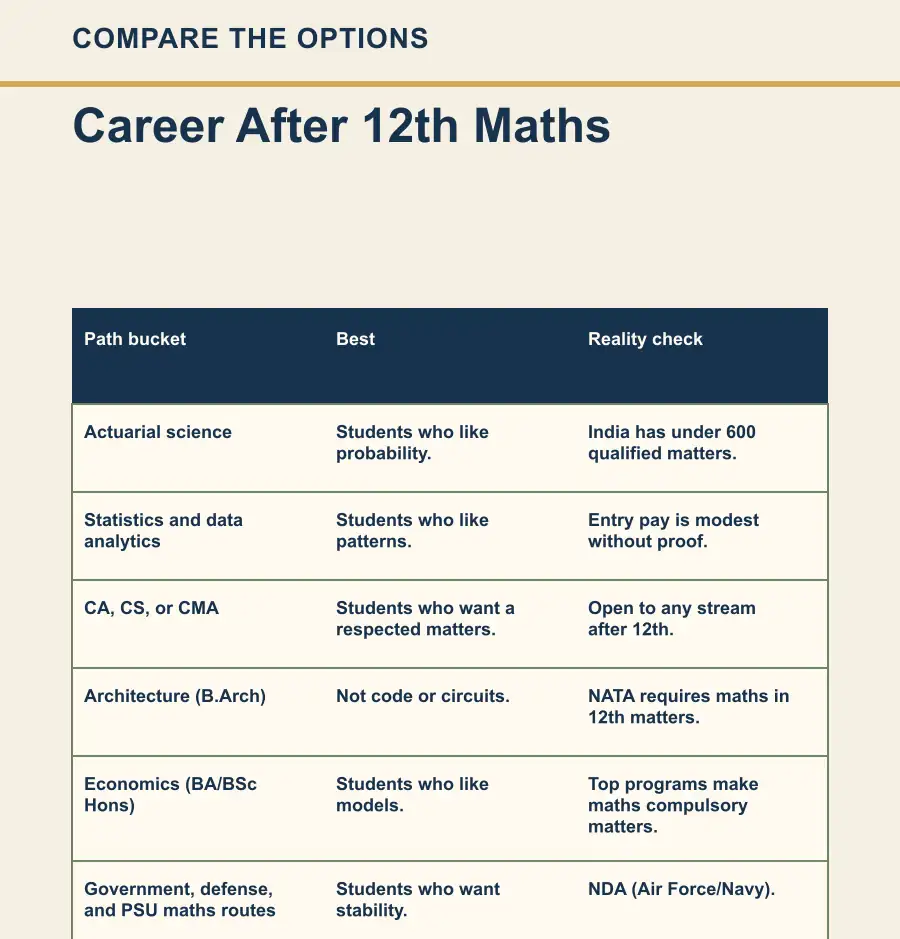 COMPARE THE OPTIONS
Career After 12th Maths
Path bucket
Best
Reality check
Actuarial science
Students who like
probability.
India has under 600
qualified matters.
Statistics and data
analytics
Students who like
patterns.
Entry pay is modest
without proof.
CA, CS, or CMA
Students who want a
respected matters.
Open to any stream
after 12th.
Architecture (B.Arch)
Not code or circuits.
NATA requires maths in
12th matters.
Economics (BA/BSc
Hons)
Students who like
models.
Top programs make
maths compulsory
matters.
Government, defense,
and PSU maths routes
Students who want
stability.
NDA (Air Force/Navy).